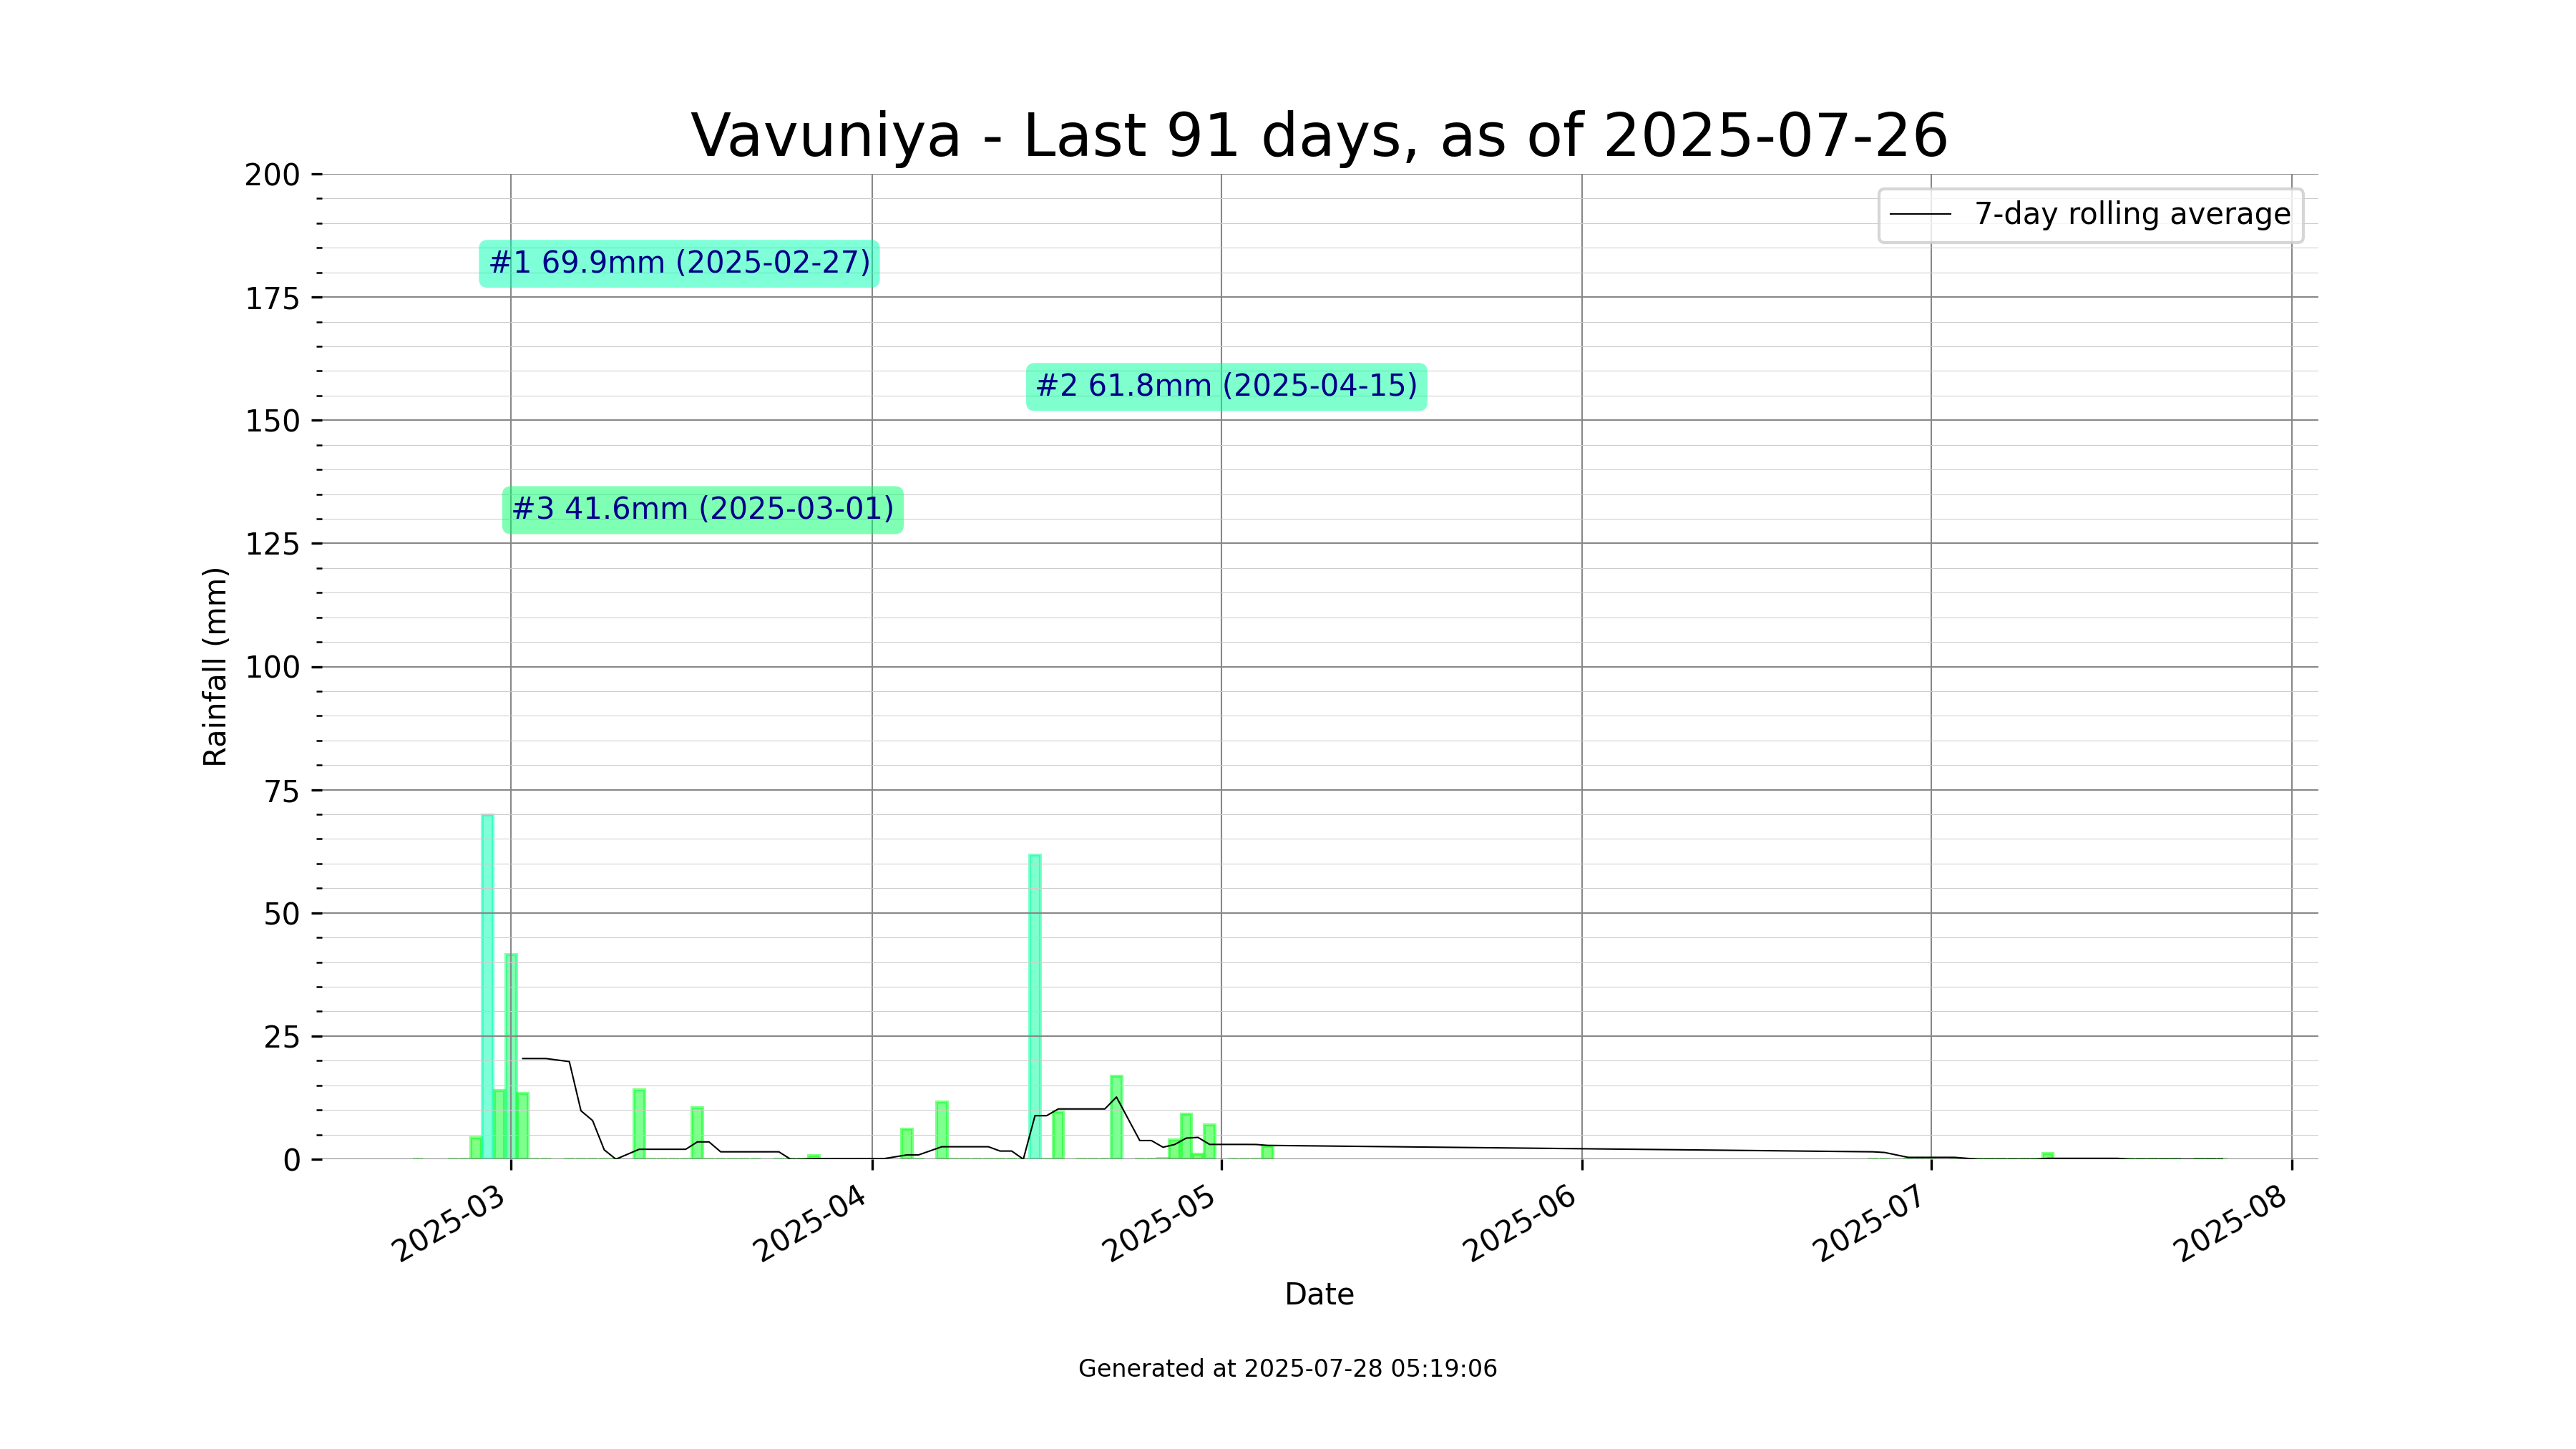 Vavuniya - Last 91 days, as of 2025-07-26
7-day rolling average
#1 69.9mm (2025-02-27)
#2 61.8mm (2025-04-15)
#3 41.6mm (2025-03-01)
Rainfall (mm)
200
175
150
125
100
75
50
25
0
2025-03
2025-04
2025-05
2025-06
2025-07
2025-08
Date
Generated at 2025-07-28 05:19:06